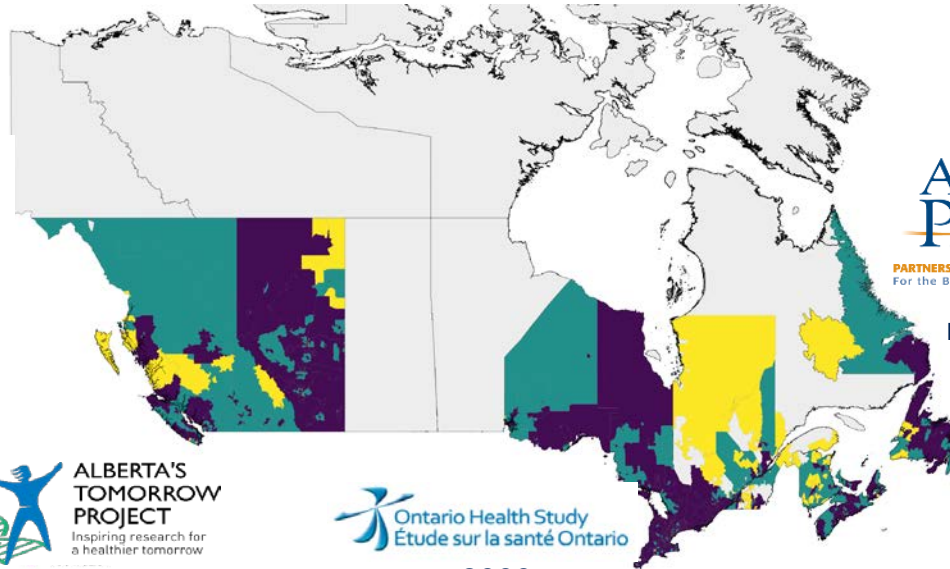 PARTNERS
For the B
ALBERTA'S
TOMORROW
PROJECT
Inspiring research for
a healthier tomorrow
Ontario Health Study
Étude sur la santé Ontario